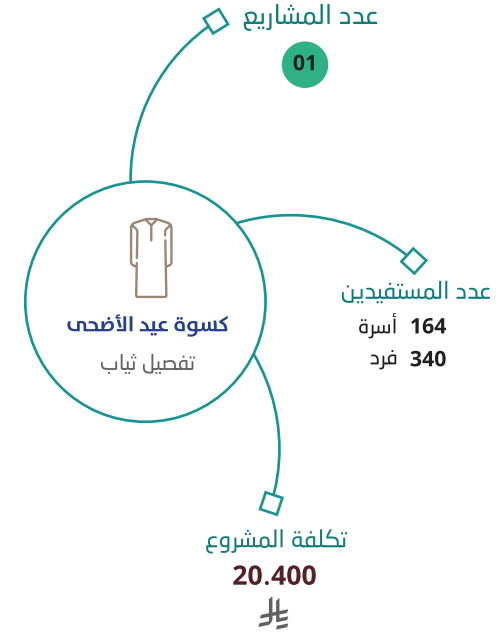 عدد المشاريع
01
كسوة عيد الأضحى
تفصيل ثياب
عدد المستفيدين
164 أسرة
340 فرد
تكلفة المشروع
20.400